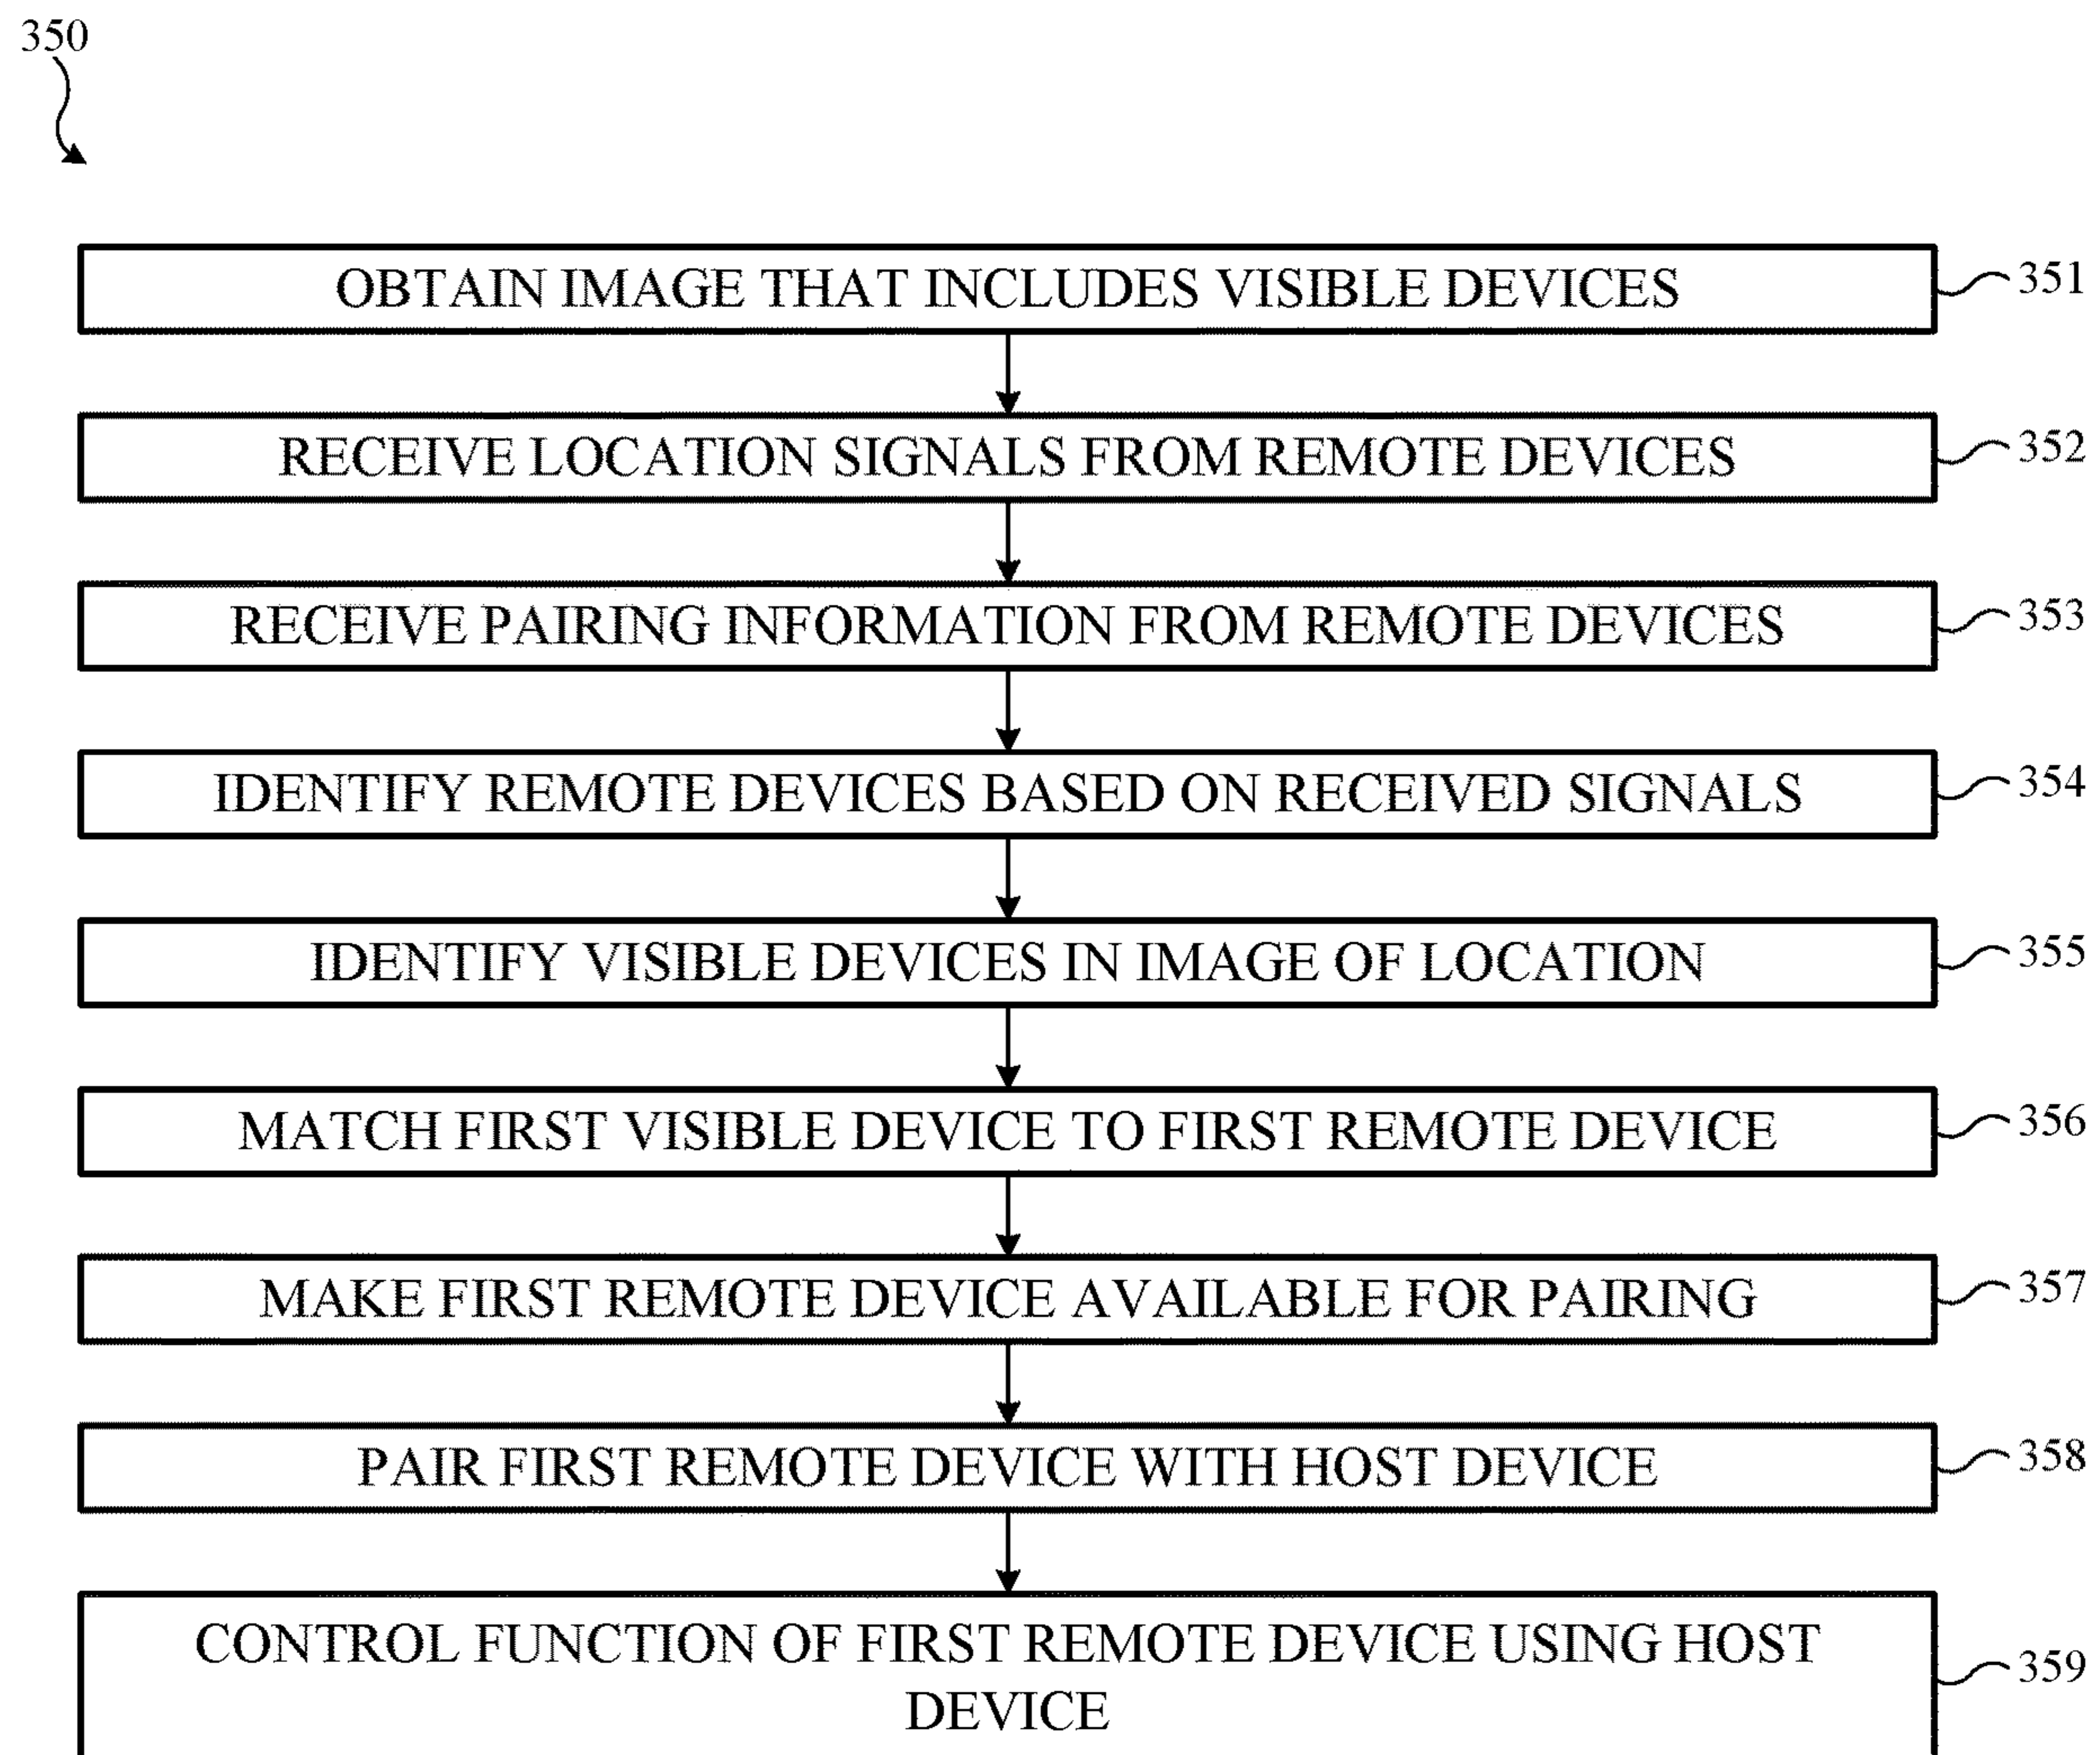 350
OBTAIN IMAGE THAT INCLUDES VISIBLE DEVICES
351
RECEIVE LOCATION SIGNALS FROM REMOTE DEVICES
352
RECEIVE PAIRING INFORMATION FROM REMOTE DEVICES
353
IDENTIFY REMOTE DEVICES BASED ON RECEIVED SIGNALS
354
IDENTIFY VISIBLE DEVICES IN IMAGE OF LOCATION
355
MATCH FIRST VISIBLE DEVICE TO FIRST REMOTE DEVICE
356
MAKE FIRST REMOTE DEVICE AVAILABLE FOR PAIRING
357
PAIR FIRST REMOTE DEVICE WITH HOST DEVICE
358
CONTROL FUNCTION OF FIRST REMOTE DEVICE USING HOST
DEVICE
359